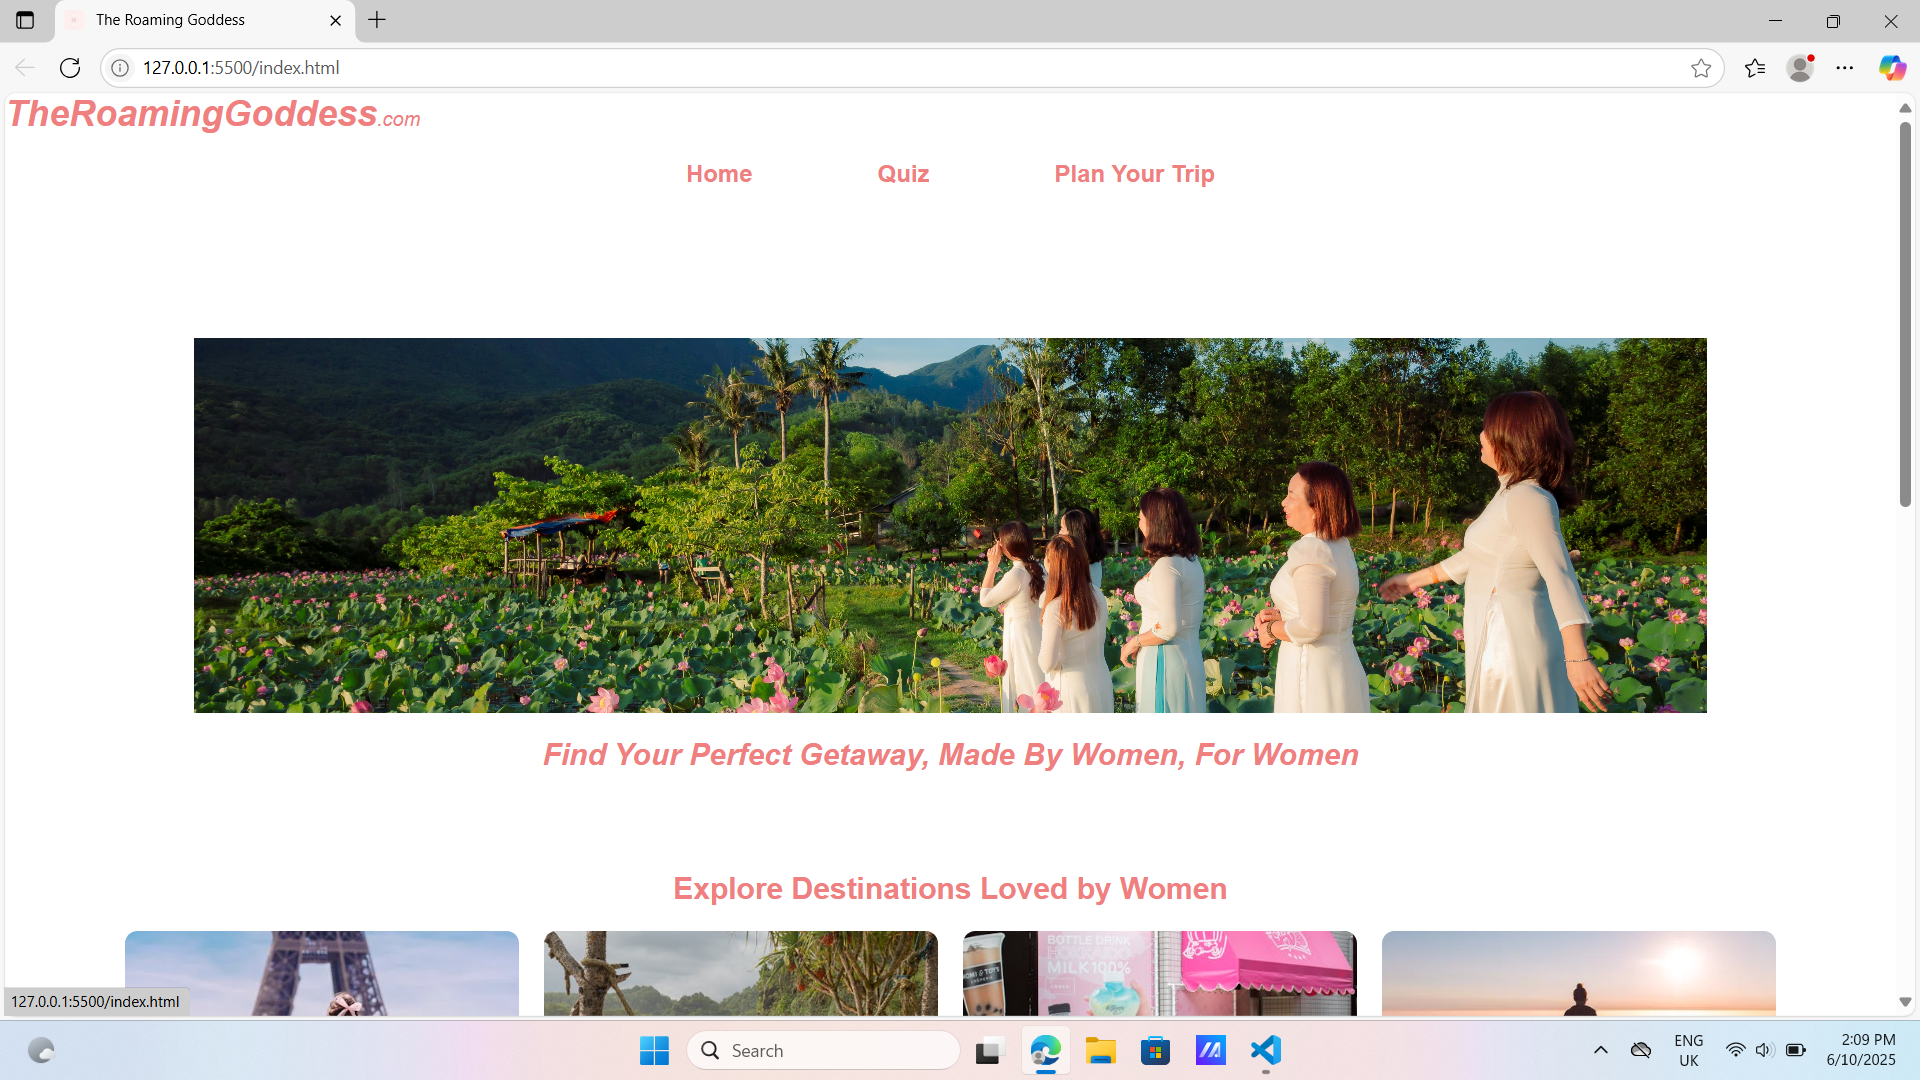 The Roaming Goddess
127.0.0.1:5500/index.html
TheRoamingGoddess.com
Home Quiz Plan Your Trip
Find Your Perfect Getaway, Made By Women, For Women
Explore Destinations Loved by Women
BOTTLE DRINK
HOKKAIDO
MILK100%
127.0.0.1:5500/index.html
Search
ENG
UK
2:09 PM
6/10/2025